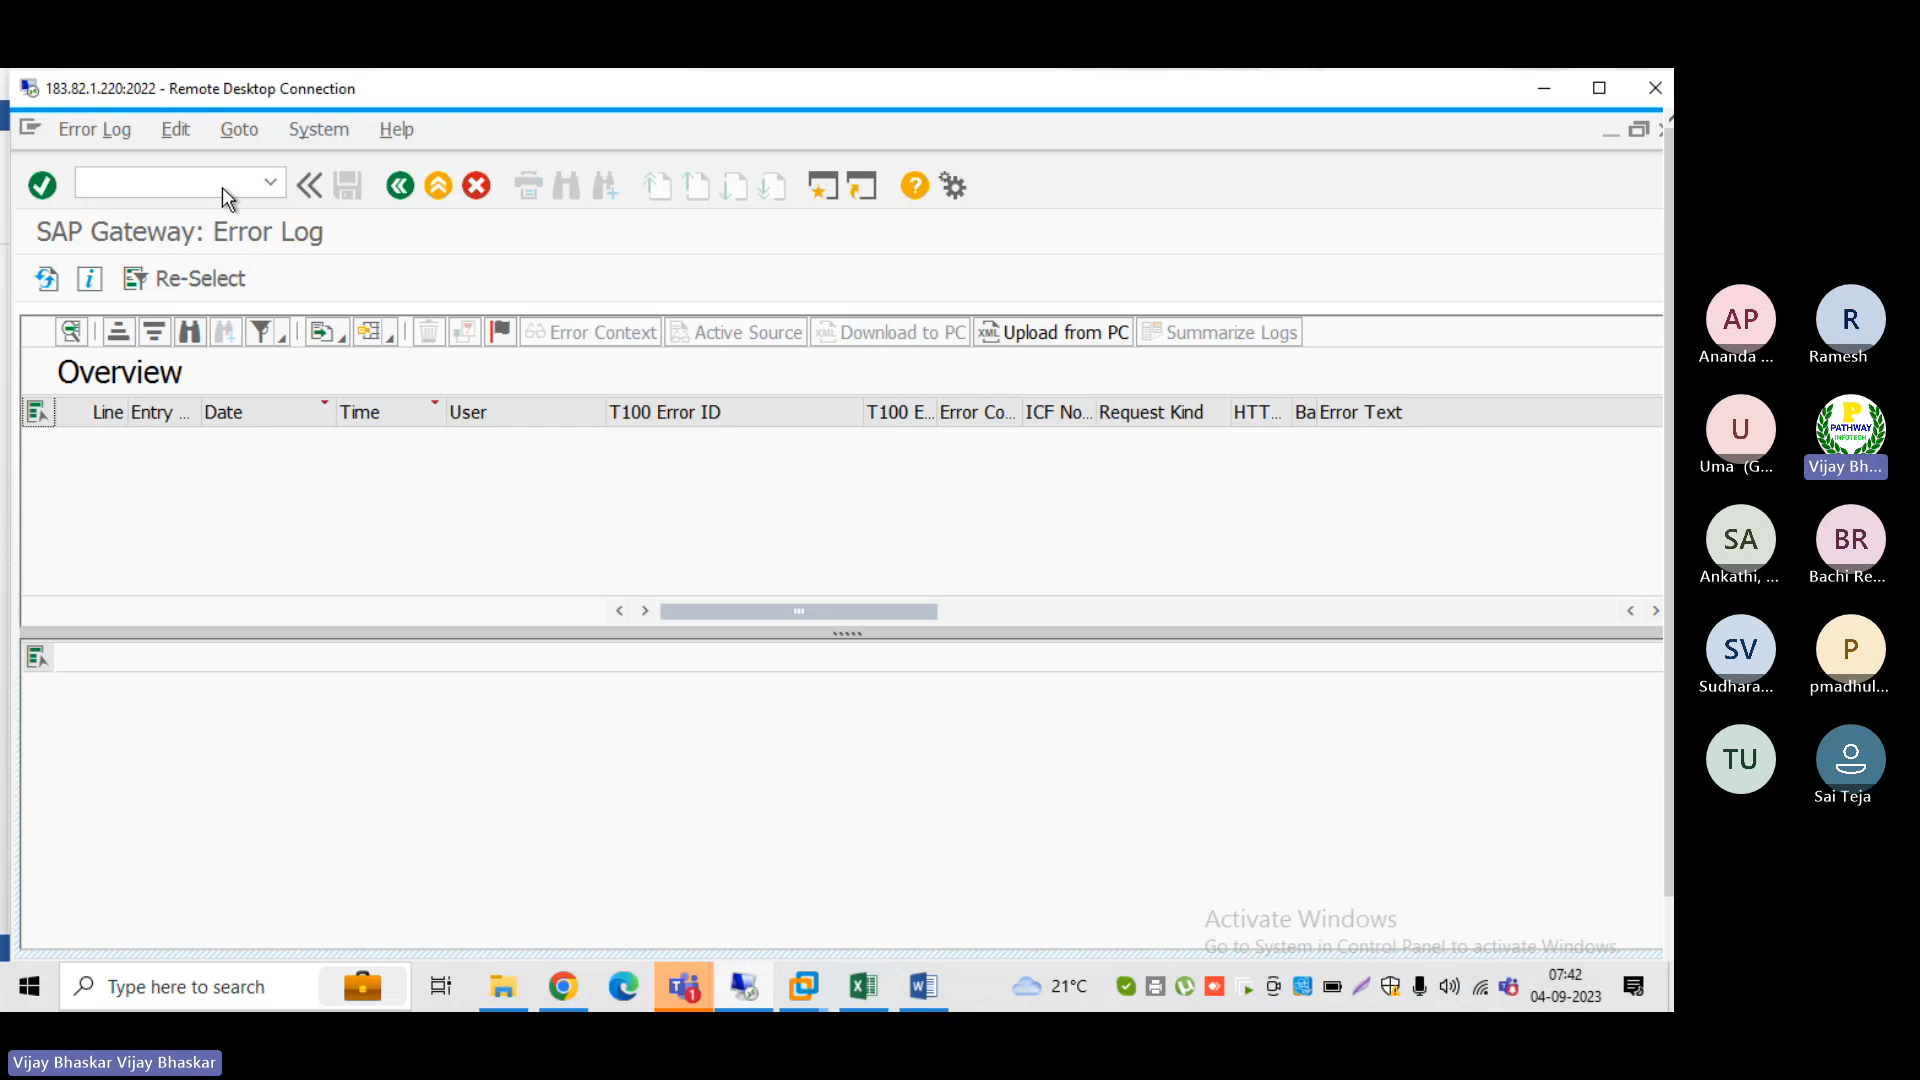 183.82.1.220:2022 - Remote Desktop Connection
Error Log Edit Goto System Help
SAP Gateway: Error Log
Re-Select
Error Context Active Source Download to PC Upload from PC Summarize Logs
Overview
Line Entry ... Date Time User T100 Error ID T100 E... Error Co... ICF No... Request Kind HTT... Ba Error Text
Activate Windows
Go to System in Control Panel to activate Windows.
Type here to search
21°C
07:42
04-09-2023
AP
Ananda ...
R
Ramesh
U
Uma (G...
P
PATHWAY
INFOTECH
Vijay Bh...
SA
Ankathi, ...
BR
Bachi Re...
SV
Sudhara...
P
pmadhul...
TU
Sai Teja
Vijay Bhaskar Vijay Bhaskar